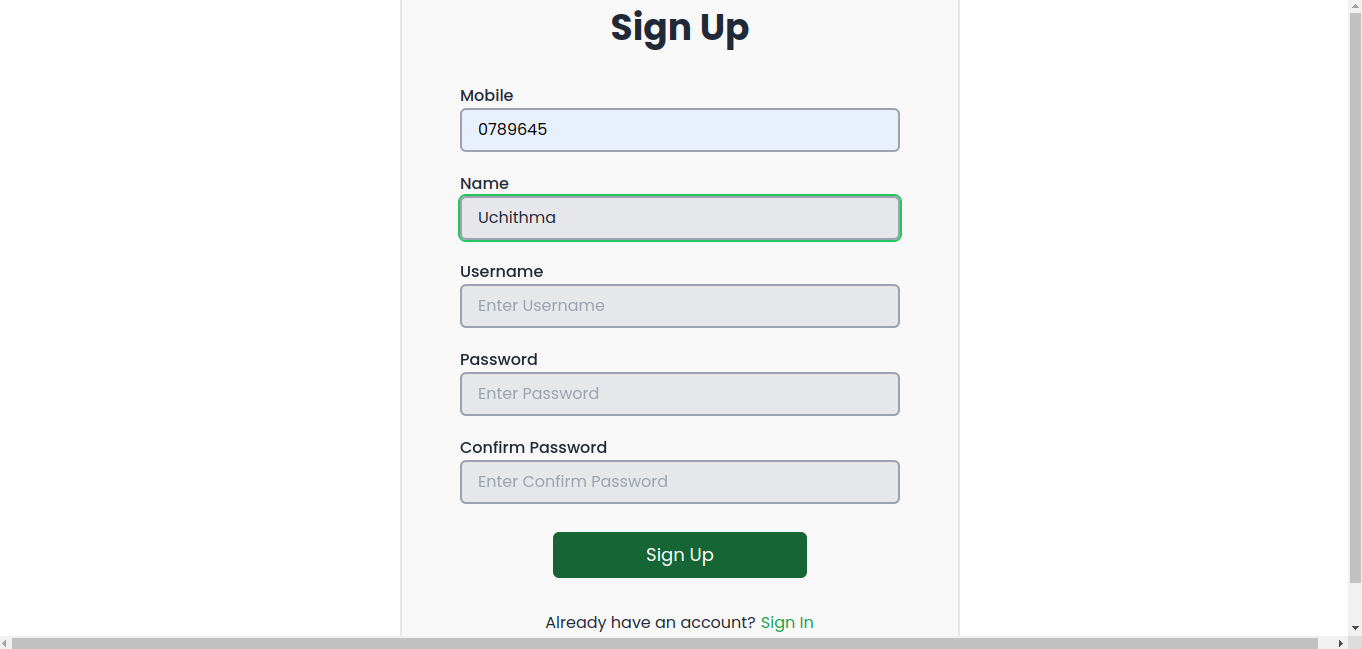 Sign Up
Mobile
0789645
Name
Uchithma
Username
Enter Username
Password
Enter Password
Confirm Password
Enter Confirm Password
Sign Up
Already have an account? Sign In